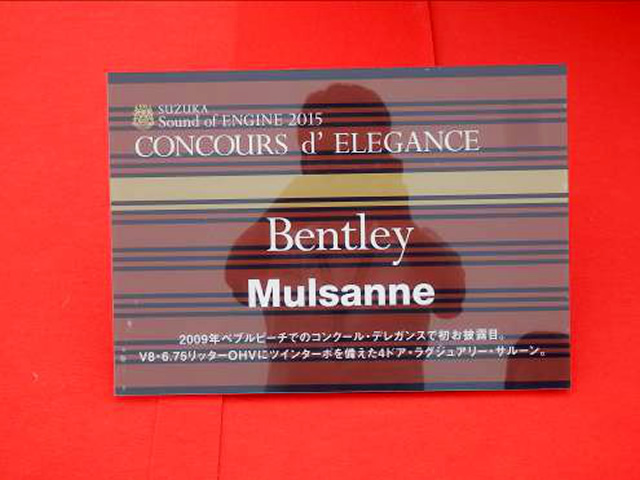 SUZUKA
Sound of ENGINE 2015
CONCOURS d' ELEGANCE
Bentley
Mulsanne
2009年ペブルビーチでのコンクール・デレガンスで初お披露目。
V8・6.75リッターOHVにツインターボを備えた4ドア・ラグジュアリー・サルーン。